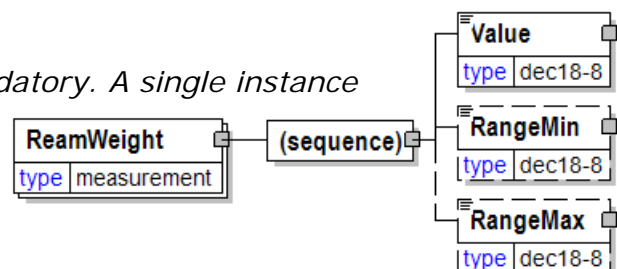 Value
type dec18-8
datory. A single instance
RangeMin
type dec18-8
ReamWeight
type measurement
(sequence)
RangeMax
type dec18-8